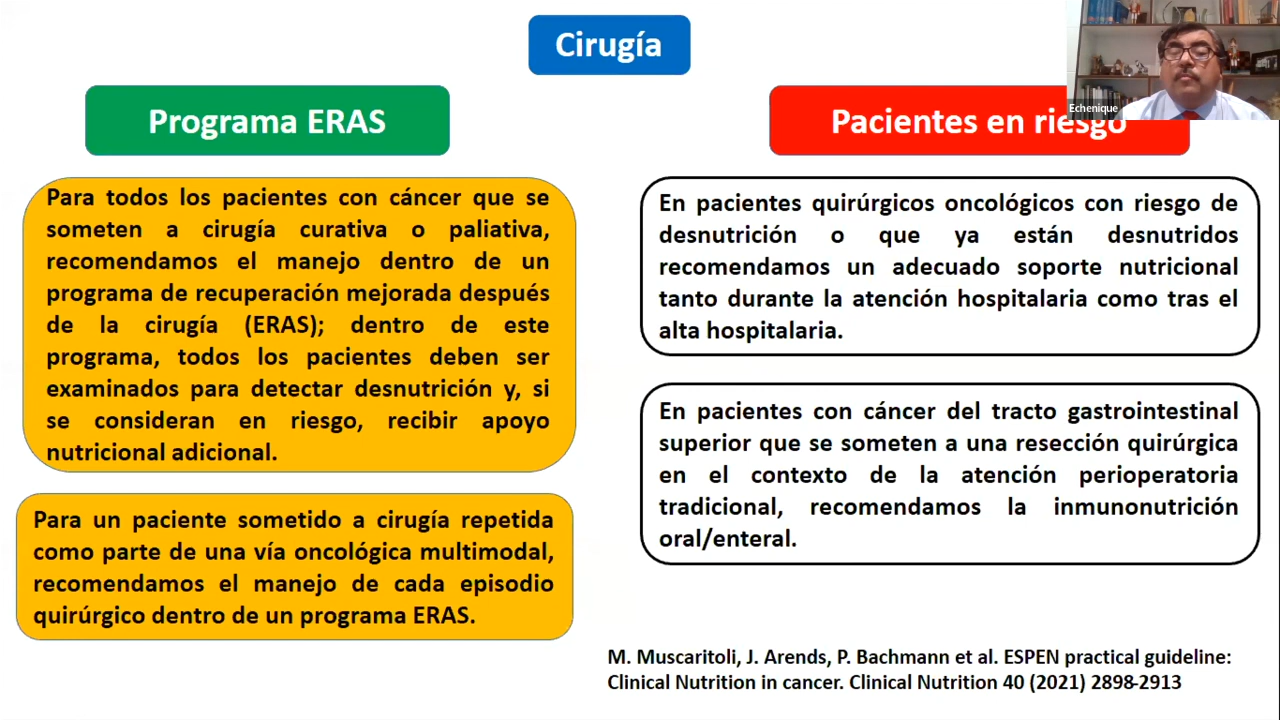 Cirugía
Echenique
Programa ERAS
Pacientes en riesgo
Para todos los pacientes con cáncer que se
someten a cirugía curativa o paliativa,
recomendamos el manejo dentro de un
programa de recuperación mejorada después
de la cirugía (ERAS); dentro de este
programa, todos los pacientes deben ser
examinados para detectar desnutrición y, si
se consideran en riesgo, recibir apoyo
nutricional adicional.
Para un paciente sometido a cirugía repetida
como parte de una vía oncológica multimodal,
recomendamos el manejo de cada episodio
quirúrgico dentro de un programa ERAS.
En pacientes quirúrgicos oncológicos con riesgo de
desnutrición o que ya están desnutridos
recomendamos un adecuado soporte nutricional
tanto durante la atención hospitalaria como tras el
alta hospitalaria.
En pacientes con cáncer del tracto gastrointestinal
superior que se someten a una resección quirúrgica
en el contexto de la atención perioperatoria
tradicional, recomendamos la inmunonutrición
oral/enteral.
M. Muscaritoli, J. Arends, P. Bachmann et al. ESPEN practical guideline:
Clinical Nutrition in cancer. Clinical Nutrition 40 (2021) 2898-2913